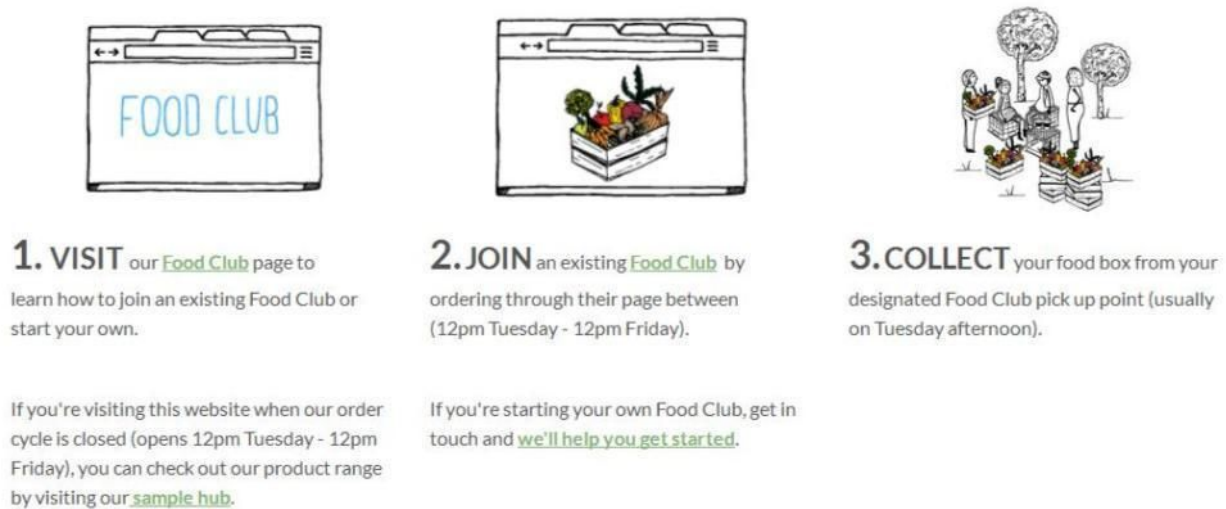 FOOD CLUB
1. VISIT our Food Club page to
learn how to join an existing Food Club or
start your own.
If you're visiting this website when our order
cycle is closed (opens 12pm Tuesday - 12pm
Friday), you can check out our product range
by visiting our sample hub.
2. JOIN an existing Food Club by
ordering through their page between
(12pm Tuesday - 12pm Friday).
If you're starting your own Food Club, get in
touch and we'll help you get started.
3. COLLECT your food box from your
designated Food Club pick up point (usually
on Tuesday afternoon).